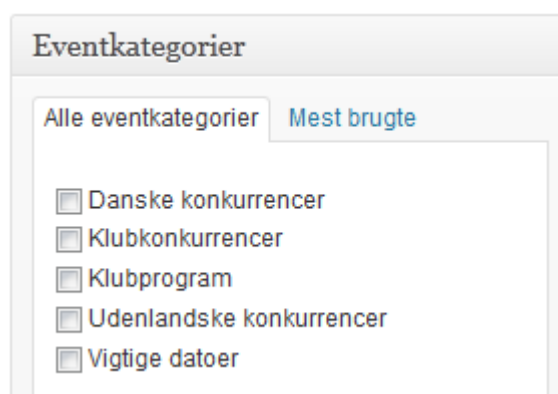 Eventkategorier
Alle eventkategorier Mest brugte
Danske konkurrencer
Klubkonkurrencer
Klubprogram
Udenlandske konkurrencer
Vigtige datoer